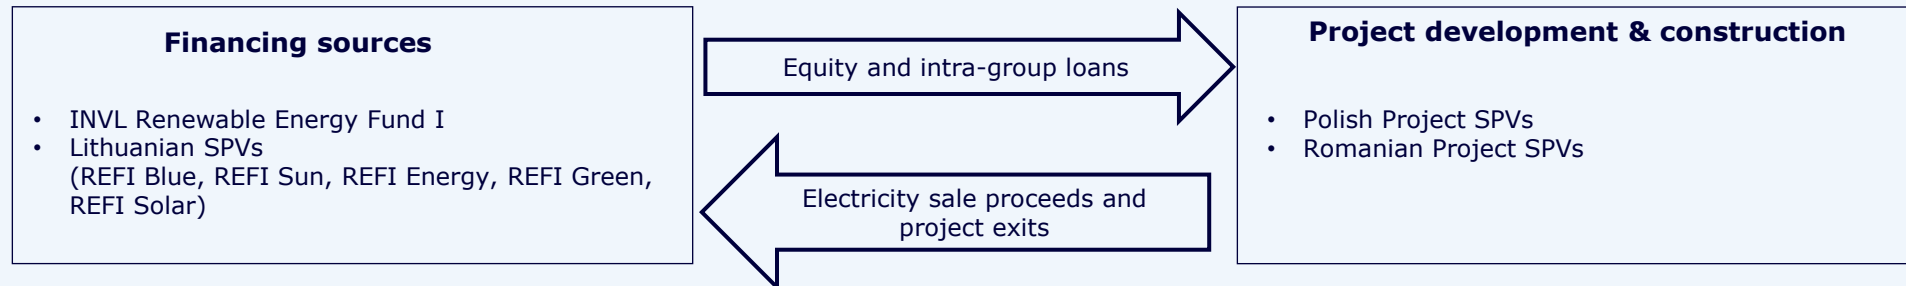 Financing sources
• INVL Renewable Energy Fund I
• Lithuanian SPVs
(REFI Blue, REFI Sun, REFI Energy, REFI Green,
REFI Solar)
Equity and intra-group loans
Electricity sale proceeds and
project exits
Project development & construction
• Polish Project SPVs
• Romanian Project SPVs